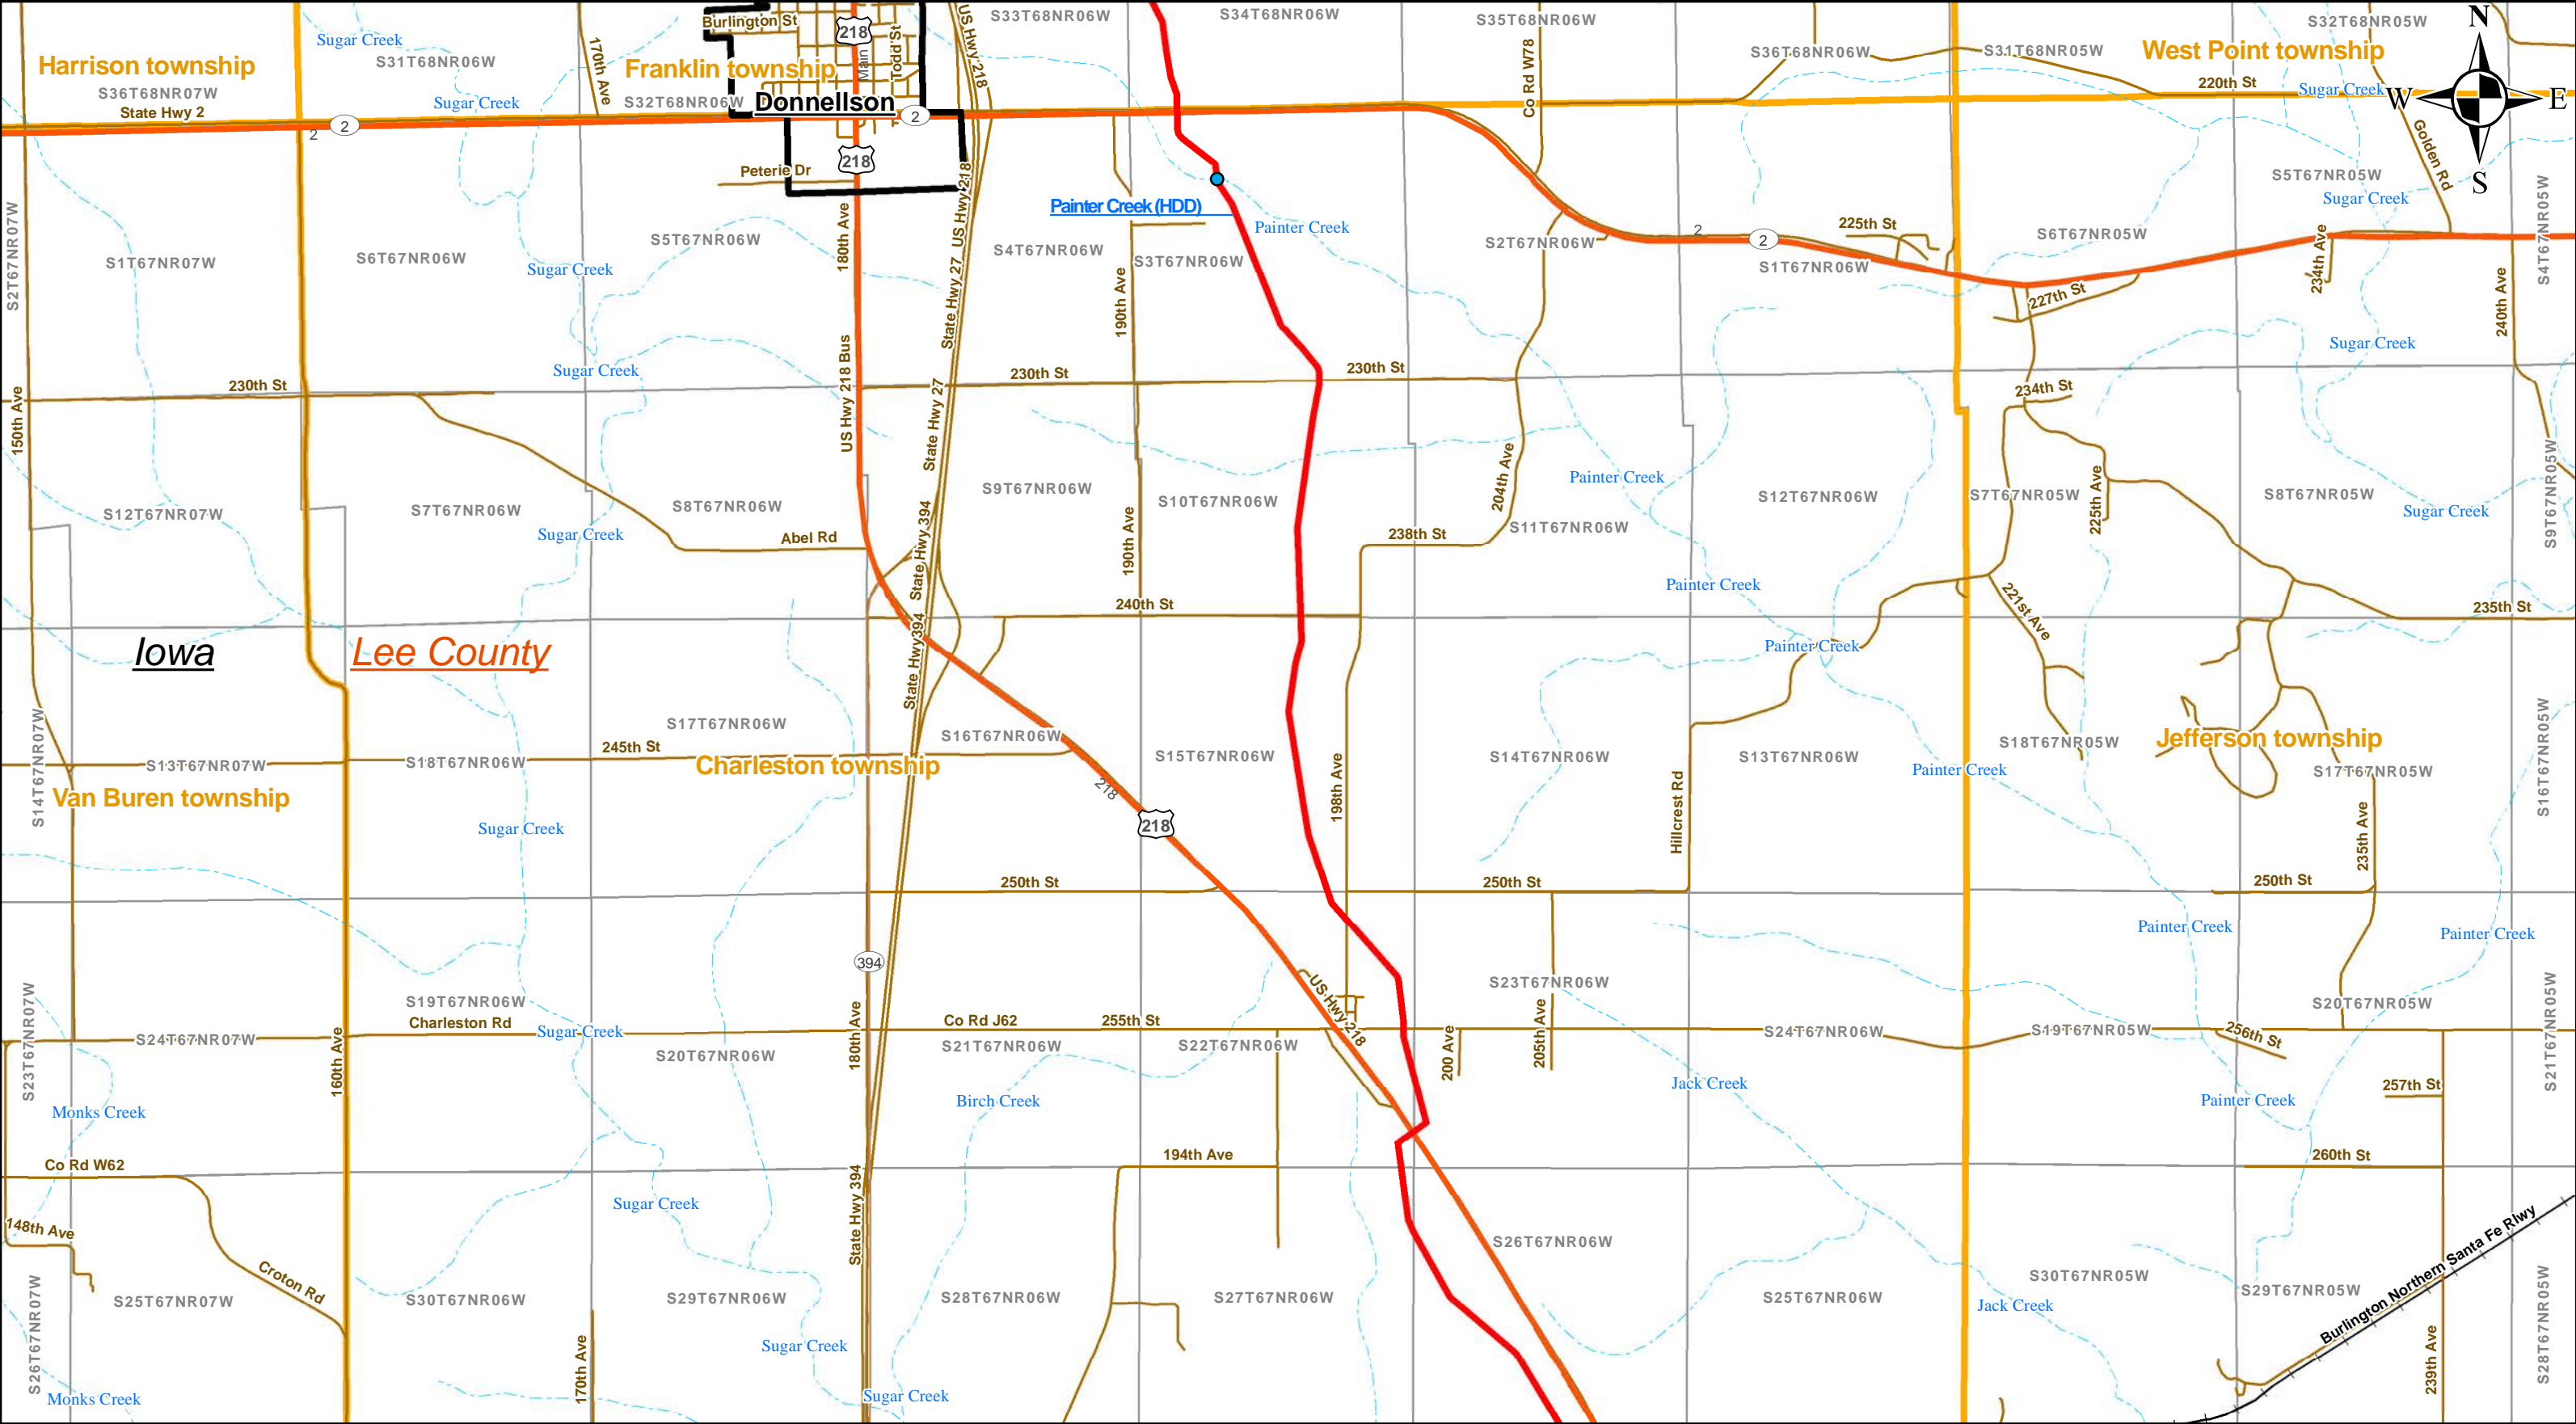 Burlington St
218
Main
Todd St
US Hwy 218
S33T68NR06W
S34T68NR06W
S35T68NR06W
Co Rd W78
S36T68NR06W
S31T68NR05W
S32T68NR05W
N
Sugar Creek
S31T68NR06W
170th Ave
Harrison township
Franklin township
West Point township
S36T68NR07W
State Hwy 2
Sugar Creek
S32T68NR06W
Donnellson
2
220th St
Sugar Creek
W
E
2
2
218
Peterie Dr
Golden Rd
S5T67NR05W
S
Sugar Creek
Painter Creek (HDD)
Painter Creek
S2T67NR07W
S1T67NR07W
S6T67NR06W
S5T67NR06W
180th Ave
US Hwy 218
S4T67NR06W
S3T67NR06W
S2T67NR06W
2
2
225th St
S1T67NR06W
S6T67NR05W
234th Ave
S4T67NR05W
Sugar Creek
State Hwy 27
190th Ave
227th St
240th Ave
Sugar Creek
Sugar Creek
230th St
US Hwy 218 Bus
230th St
230th St
234th St
150th Ave
State Hwy 27
S12T67NR07W
S7T67NR06W
S8T67NR06W
S9T67NR06W
S10T67NR06W
204th Ave
Painter Creek
S12T67NR06W
S7T67NR05W
225th Ave
S8T67NR05W
Sugar Creek
S9T67NR05W
Sugar Creek
Abel Rd
State Hwy 394
190th Ave
238th St
S11T67NR06W
Painter Creek
221st Ave
240th St
235th St
Iowa
Lee County
State Hwy 394
Painter Creek
S14T67NR07W
S13T67NR07W
S18T67NR06W
245th St
S17T67NR06W
S16T67NR06W
S15T67NR06W
S14T67NR06W
S13T67NR06W
S18T67NR05W
Jefferson township
S17T67NR05W
S16T67NR05W
Charleston township
Van Buren township
218
218
198th Ave
Hillcrest Rd
Painter Creek
235th Ave
Sugar Creek
250th St
250th St
250th St
Painter Creek
Painter Creek
394
S23T67NR07W
S24T67NR07W
160th Ave
S19T67NR06W
Charleston Rd
Sugar Creek
S20T67NR06W
180th Ave
Co Rd J62
255th St
S21T67NR06W
S22T67NR06W
US Hwy 218
S23T67NR06W
200 Ave
205th Ave
S24T67NR06W
S19T67NR05W
S20T67NR05W
256th St
S21T67NR05W
Monks Creek
Birch Creek
Jack Creek
257th St
Painter Creek
Co Rd W62
194th Ave
260th St
Sugar Creek
State Hwy 394
148th Ave
Croton Rd
S26T67NR07W
S25T67NR07W
S30T67NR06W
S29T67NR06W
S28T67NR06W
S27T67NR06W
S26T67NR06W
S25T67NR06W
S30T67NR05W
S29T67NR05W
Burlington Northern Santa Fe Rlwy
S28T67NR05W
Jack Creek
Sugar Creek
170th Ave
239th Ave
Monks Creek
Sugar Creek